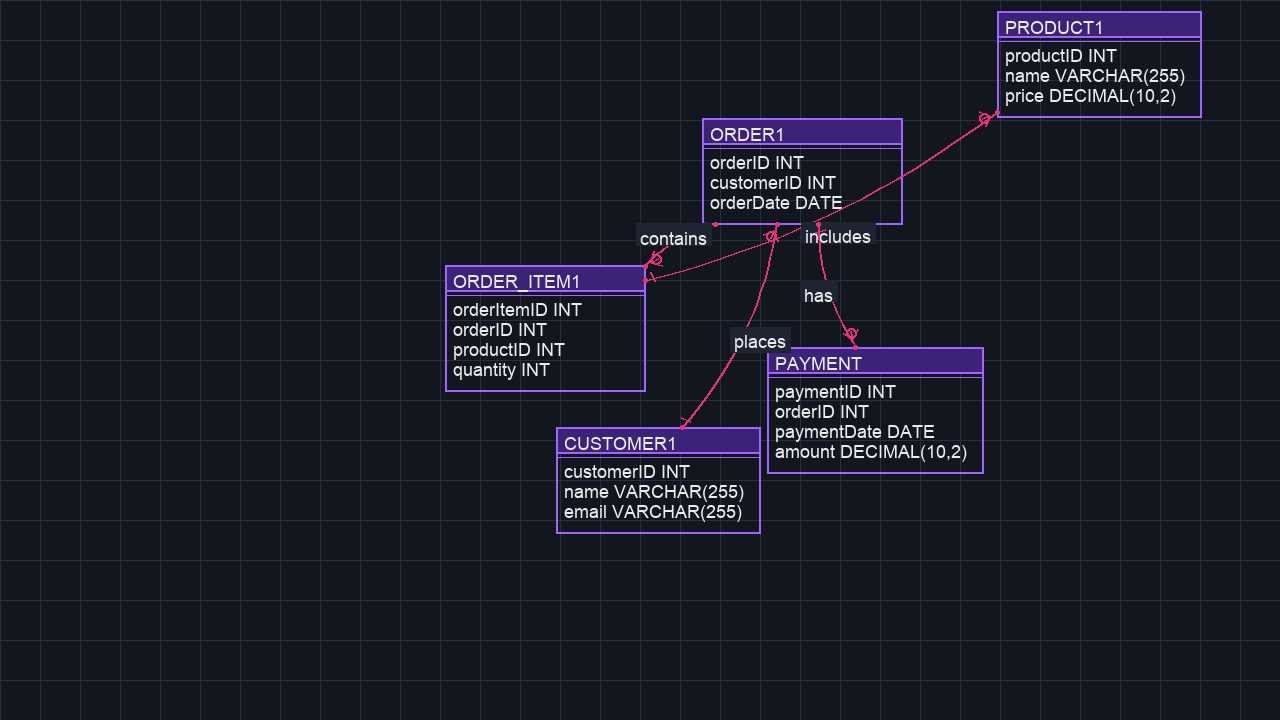 PRODUCT1
productID INT
name VARCHAR(255)
price DECIMAL(10,2)
ORDER1
orderID INT
customerID INT
orderDate DATE
contains
includes
ORDER_ITEM1
orderItemID INT
orderID INT
productID INT
quantity INT
has
places
PAYMENT
paymentID INT
orderID INT
paymentDate DATE
amount DECIMAL(10,2)
CUSTOMER1
customerID INT
name VARCHAR(255)
email VARCHAR(255)